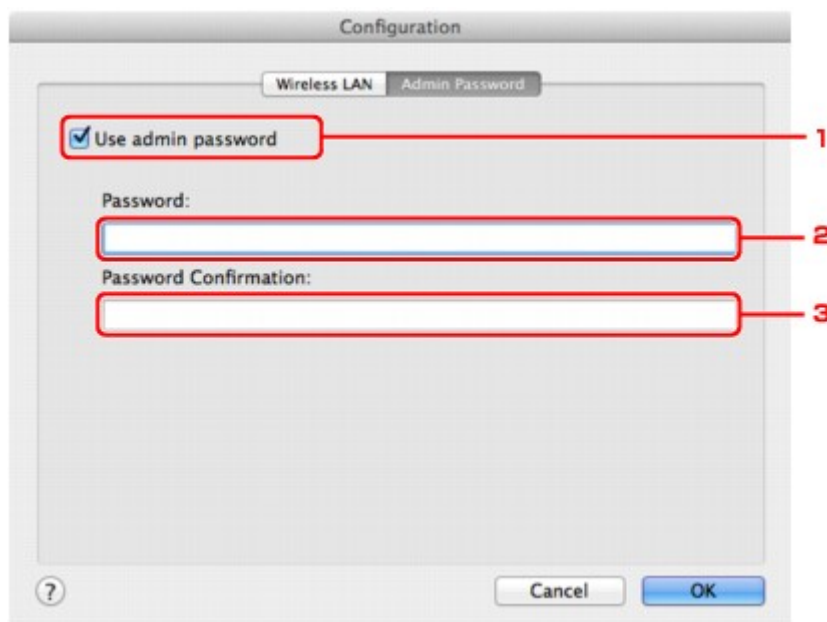 Configuration
Wireless LAN Admin Password
Use admin password 1
Password:
2
Password Confirmation:
3
? Cancel OK